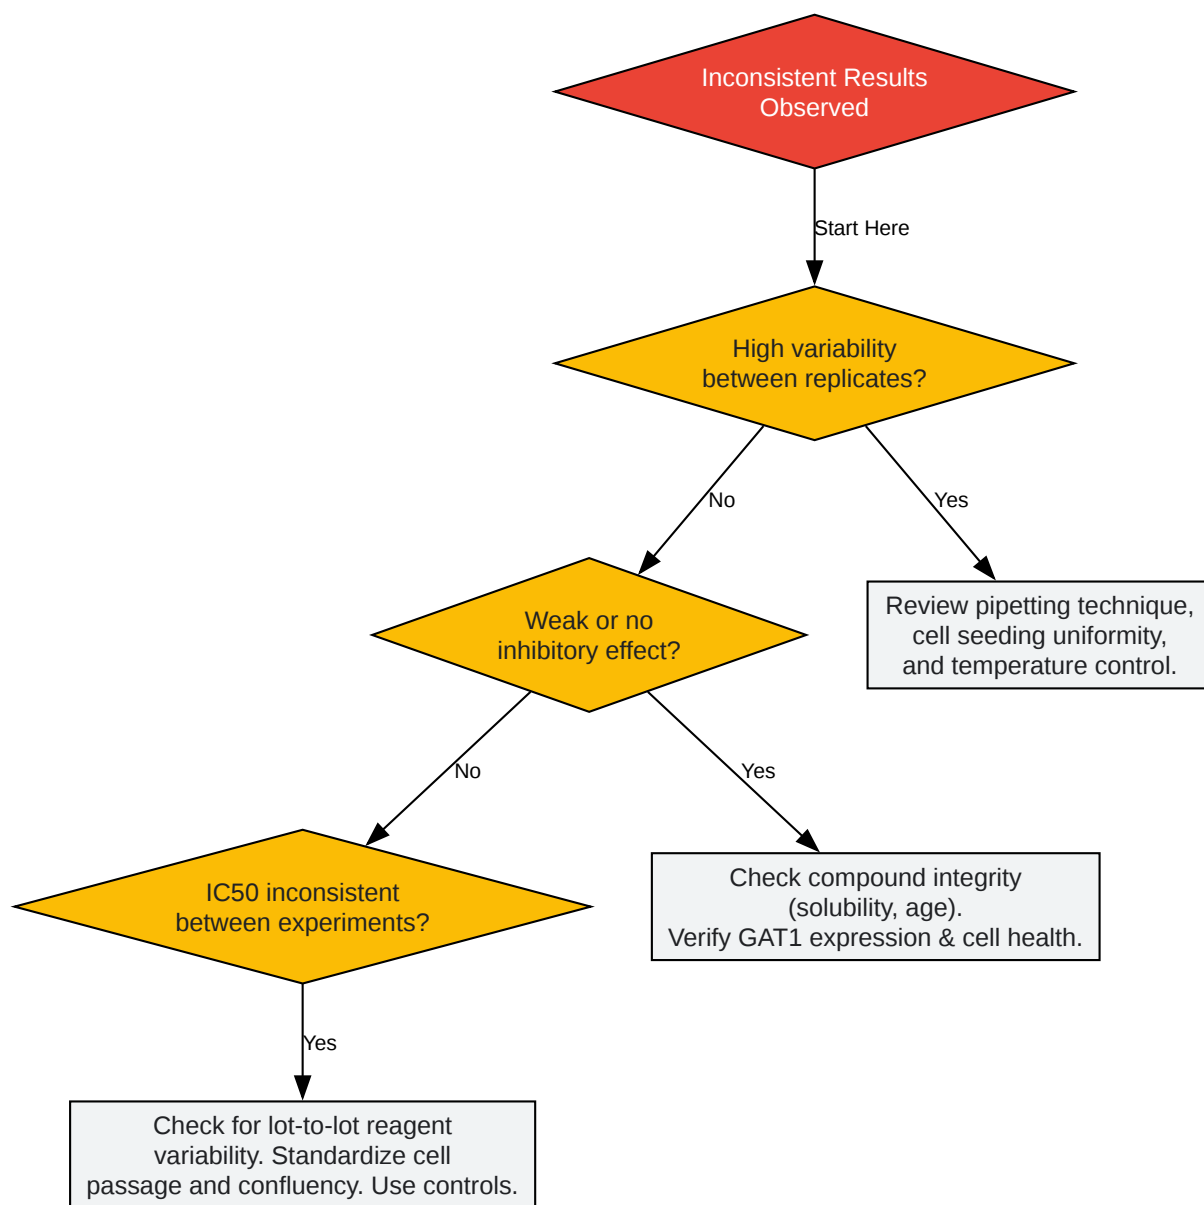 Inconsistent Results
Observed
Start Here
High variability
between replicates?
No
Yes
Review pipetting technique,
cell seeding uniformity,
and temperature control.
Weak or no
inhibitory effect?
No
Yes
Check compound integrity
(solubility, age).
Verify GAT1 expression & cell health.
IC50 inconsistent
between experiments?
Yes
Check for lot-to-lot reagent
variability. Standardize cell
passage and confluency. Use controls.